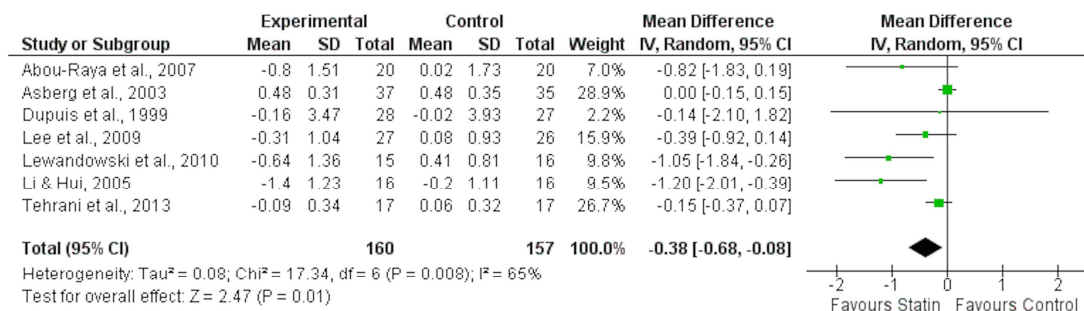 Experimental Control Mean Difference Mean Difference
Study or Subgroup Mean SD Total Mean SD Total Weight IV, Random, 95% CI IV, Random, 95% CI
Abou-Raya et al., 2007 -0.8 1.51 20 0.02 1.73 20 7.0% -0.82 [-1.83, 0.19]
Asberg et al., 2003 0.48 0.31 37 0.48 0.35 35 28.9% 0.00 [-0.15, 0.15]
Dupuis et al., 1999 -0.16 3.47 28 -0.02 3.93 27 2.2% -0.14 [-2.10, 1.82]
Lee et al., 2009 -0.31 1.04 27 0.08 0.93 26 15.9% -0.39 [-0.92, 0.14]
Lewandowski et al., 2010 -0.64 1.36 15 0.41 0.81 16 9.8% -1.05 [-1.84, -0.26]
Li & Hui, 2005 -1.4 1.23 16 -0.2 1.11 16 9.5% -1.20 [-2.01, -0.39]
Tehrani et al., 2013 -0.09 0.34 17 0.06 0.32 17 26.7% -0.15 [-0.37, 0.07]
Total (95% CI) 160 157 100.0% -0.38 [-0.68, -0.08]
Heterogeneity: Tau² = 0.08; Chi² = 17.34, df = 6 (P = 0.008); I² = 65%
Test for overall effect: Z = 2.47 (P = 0.01)
-2 -1 0 1 2
Favours Statin Favours Control